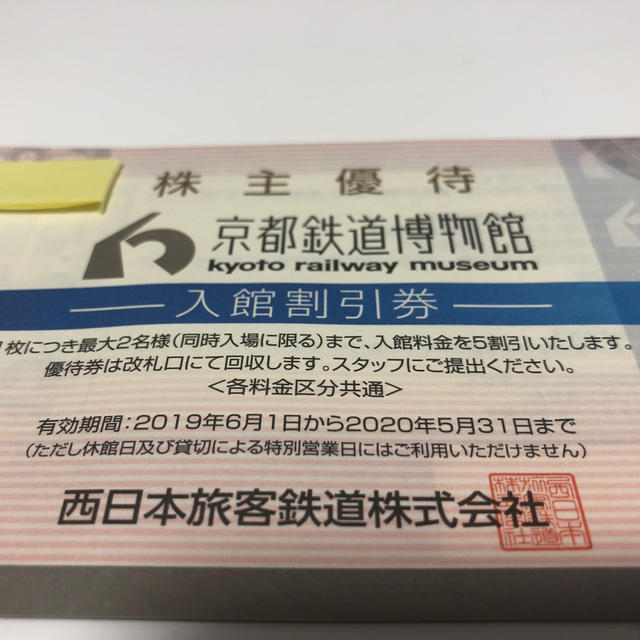 株主優待
京都鉄道博物館
kyoto railway museum
入館割引券
枚につき最大2名様(同時入場に限る)まで、入館料金を5割引いたします。
優待券は改札口にて回収します。スタッフにご提出ください。
<各料金区分共通>
有効期間:2019年6月1日から2020年5月31日まで
(ただし休館日及び貸切による特別営業日にはご利用いただけません)
西日本旅客鉄道株式会社